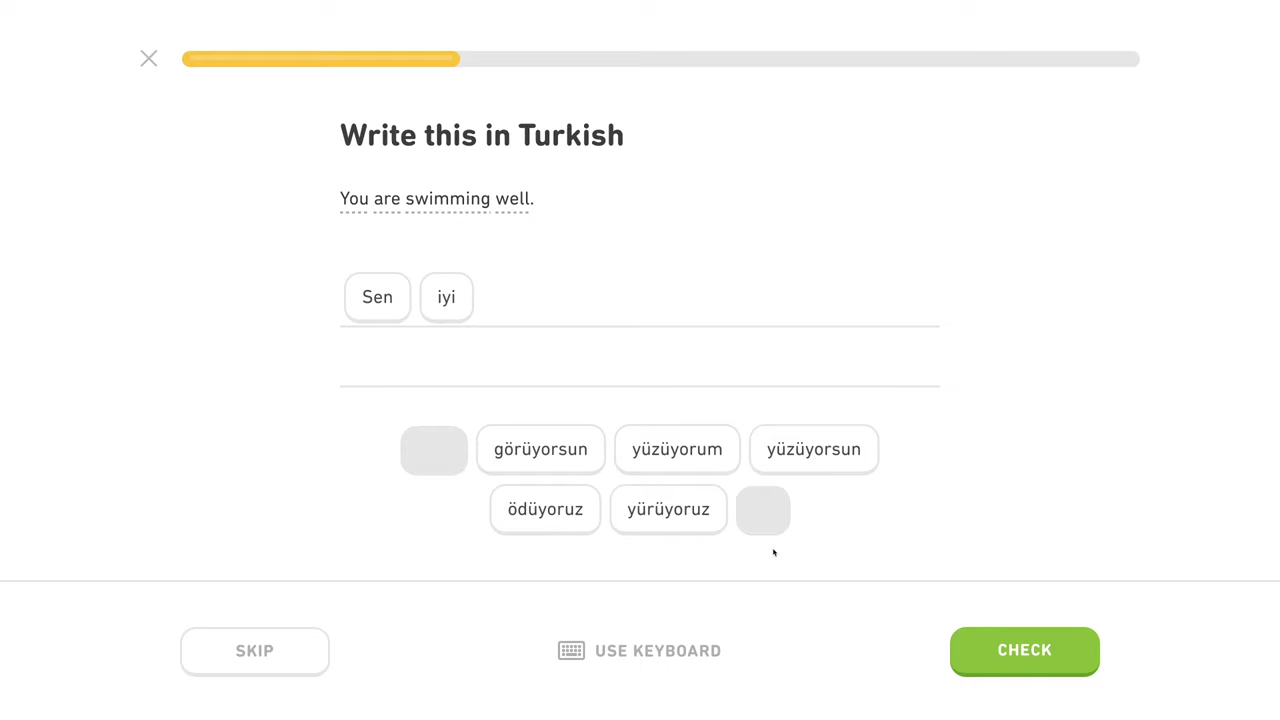 Write this in Turkish
You are swimming well.
Sen iyi
görüyorsun yüzüyorum yüzüyorsun
ödüyoruz yürüyoruz
SKIP USE KEYBOARD CHECK